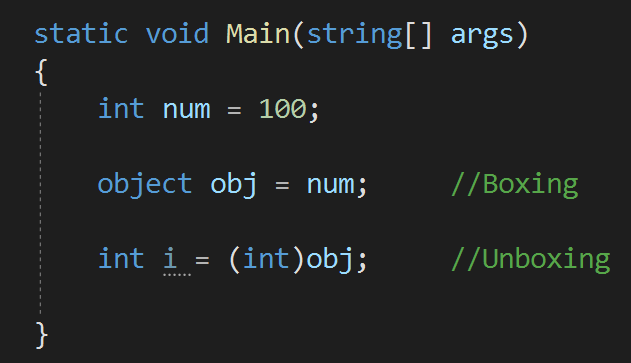 static void Main(string[] args)
{
int num = 100;
object obj = num; //Boxing
int i = (int)obj; //Unboxing
}